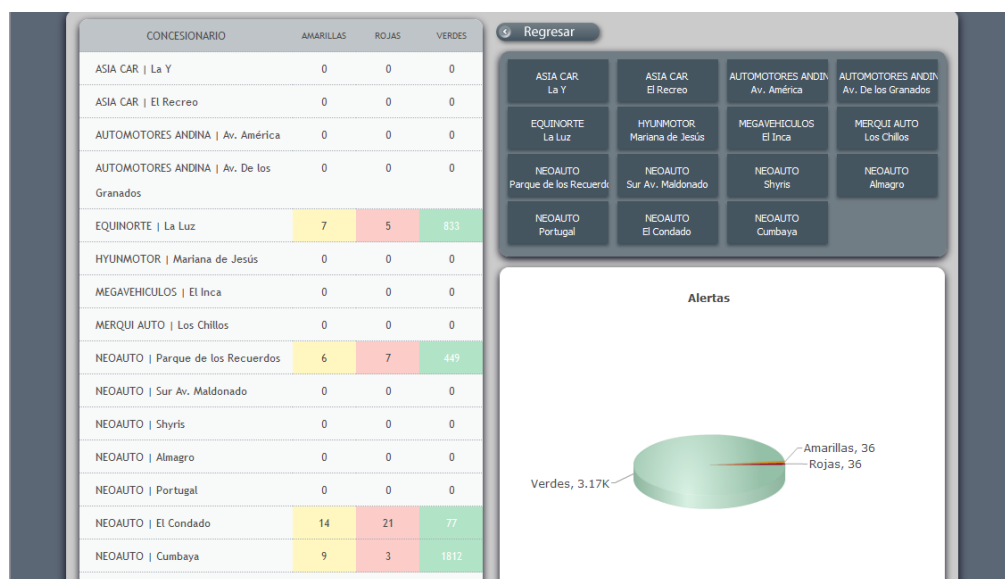 CONCESIONARIO AMARILLAS ROJAS VERDES
ASIA CAR | La Y 0 0 0
ASIA CAR | El Recreo 0 0 0
AUTOMOTORES ANDINA | Av. América 0 0 0
AUTOMOTORES ANDINA | Av. De los 0 0 0
Granados
EQUINORTE | La Luz 7 5 833
HYUNMOTOR | Mariana de Jesús 0 0 0
MEGAVEHICULOS | El Inca 0 0 0
MERQUI AUTO | Los Chillos 0 0 0
NEOAUTO | Parque de los Recuerdos 6 7 449
NEOAUTO | Sur Av. Maldonado 0 0 0
NEOAUTO | Shyris 0 0 0
NEOAUTO | Almagro 0 0 0
NEOAUTO | Portugal 0 0 0
NEOAUTO | El Condado 14 21 77
NEOAUTO | Cumbaya 9 3 1812
Regresar
ASIA CAR ASIA CAR AUTOMOTORES ANDIN AUTOMOTORES ANDIN
La Y El Recreo Av. América Av. De los Granados
EQUINORTE HYUNMOTOR MEGAVEHICULOS MERQUI AUTO
La Luz Mariana de Jesús El Inca Los Chillos
NEOAUTO NEOAUTO NEOAUTO NEOAUTO
Parque de los Recuerdo Sur Av. Maldonado Shyris Almagro
NEOAUTO NEOAUTO NEOAUTO
Portugal El Condado Cumbaya
Alertas
Amarillas, 36
Rojas, 36
Verdes, 3.17K